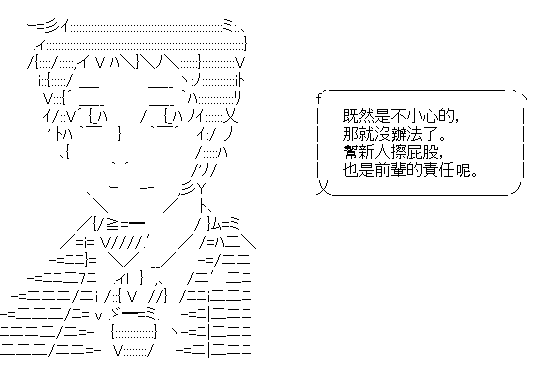 既然是不小心的，
那就沒辦法了。
幫新人擦屁股，
也是前輩的責任呢。